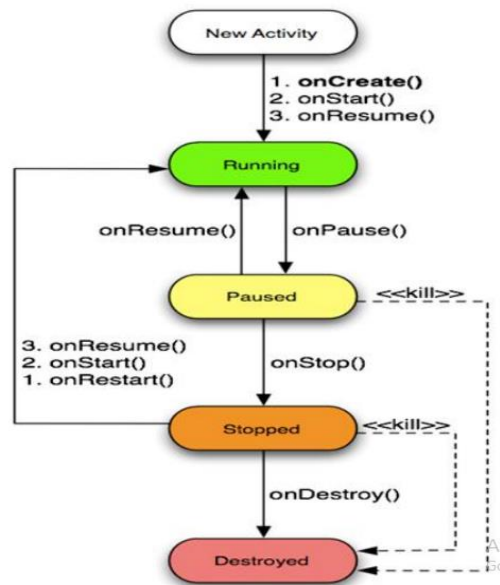 New Activity
1. onCreate()
2. onStart()
3. onResume()
Running
onResume()
onPause()
Paused
<<kill>>
3. onResume()
2. onStart()
1. onRestart()
onStop()
Stopped
<<kill>>
onDestroy()
Destroyed